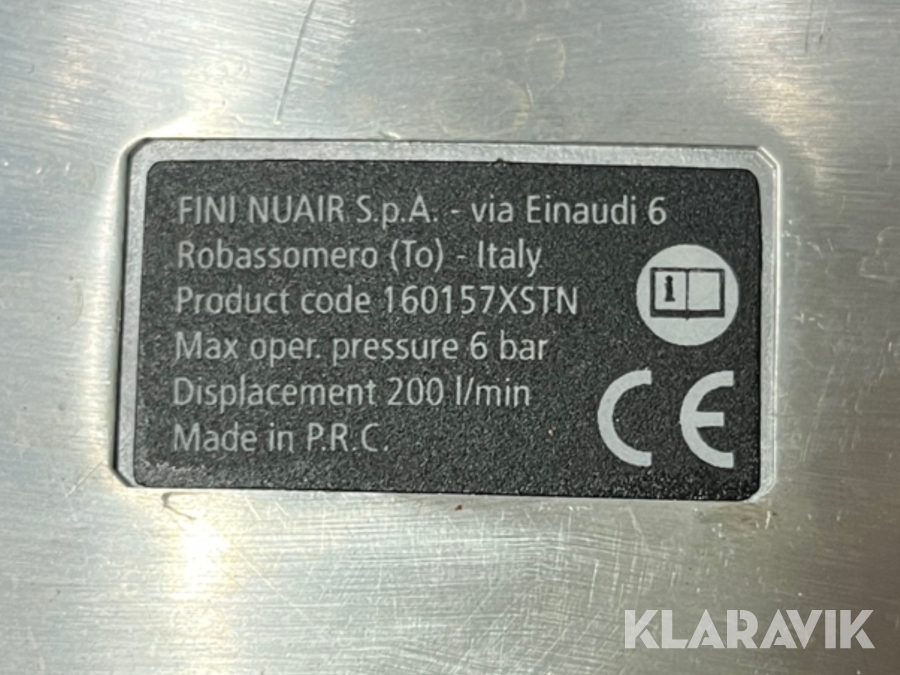 FINI NUAIR S.p.A. - via Einaudi 6
Robassomero (To) - Italy
Product code 160157XSTN
Max oper. pressure 6 bar
Displacement 200 l/min
Made in P.R.C.
i
CE
KLARAVIK